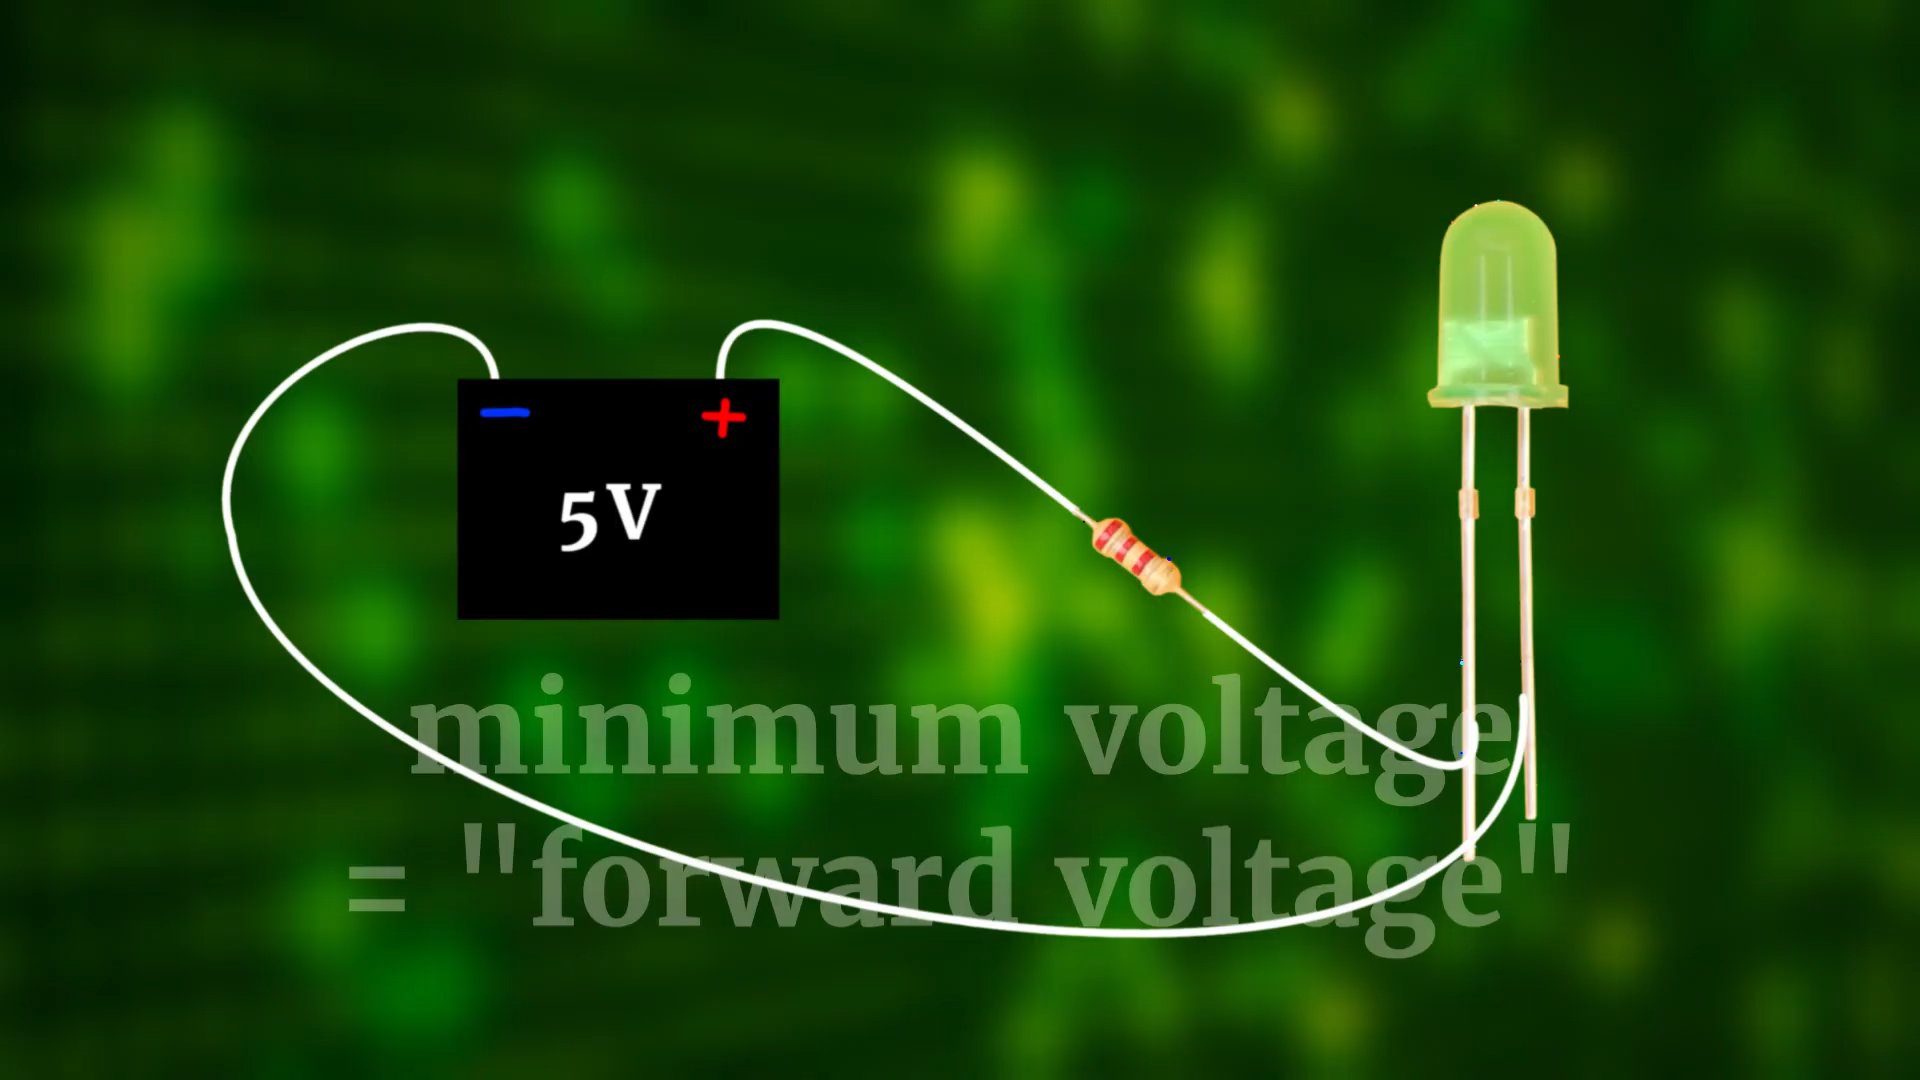 − +
5V
minimum voltage
= "forward voltage"